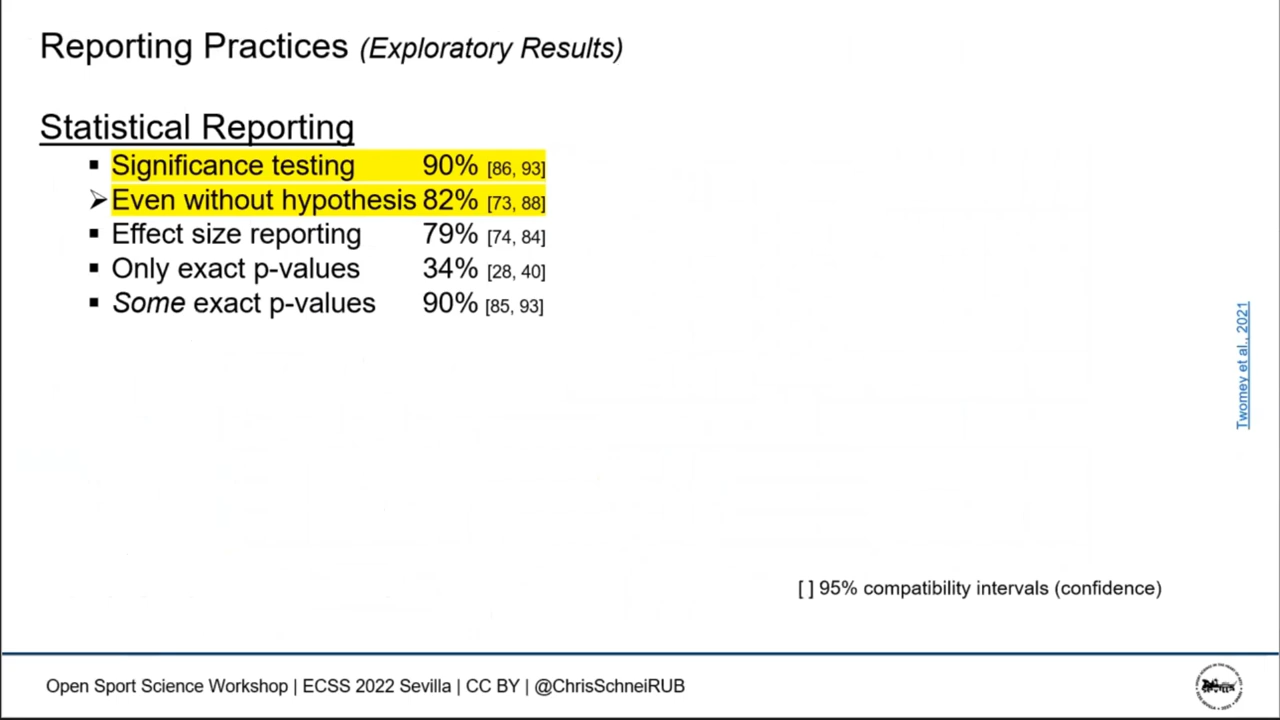 Reporting Practices (Exploratory Results)
Statistical Reporting
▪ Significance testing 90% [86, 93]
➢ Even without hypothesis 82% [73, 88]
▪ Effect size reporting 79% [74, 84]
▪ Only exact p-values 34% [28, 40]
▪ Some exact p-values 90% [85, 93]
Twomey et al., 2021
[ ] 95% compatibility intervals (confidence)
Open Sport Science Workshop | ECSS 2022 Sevilla | CC BY | @ChrisSchneiRUB